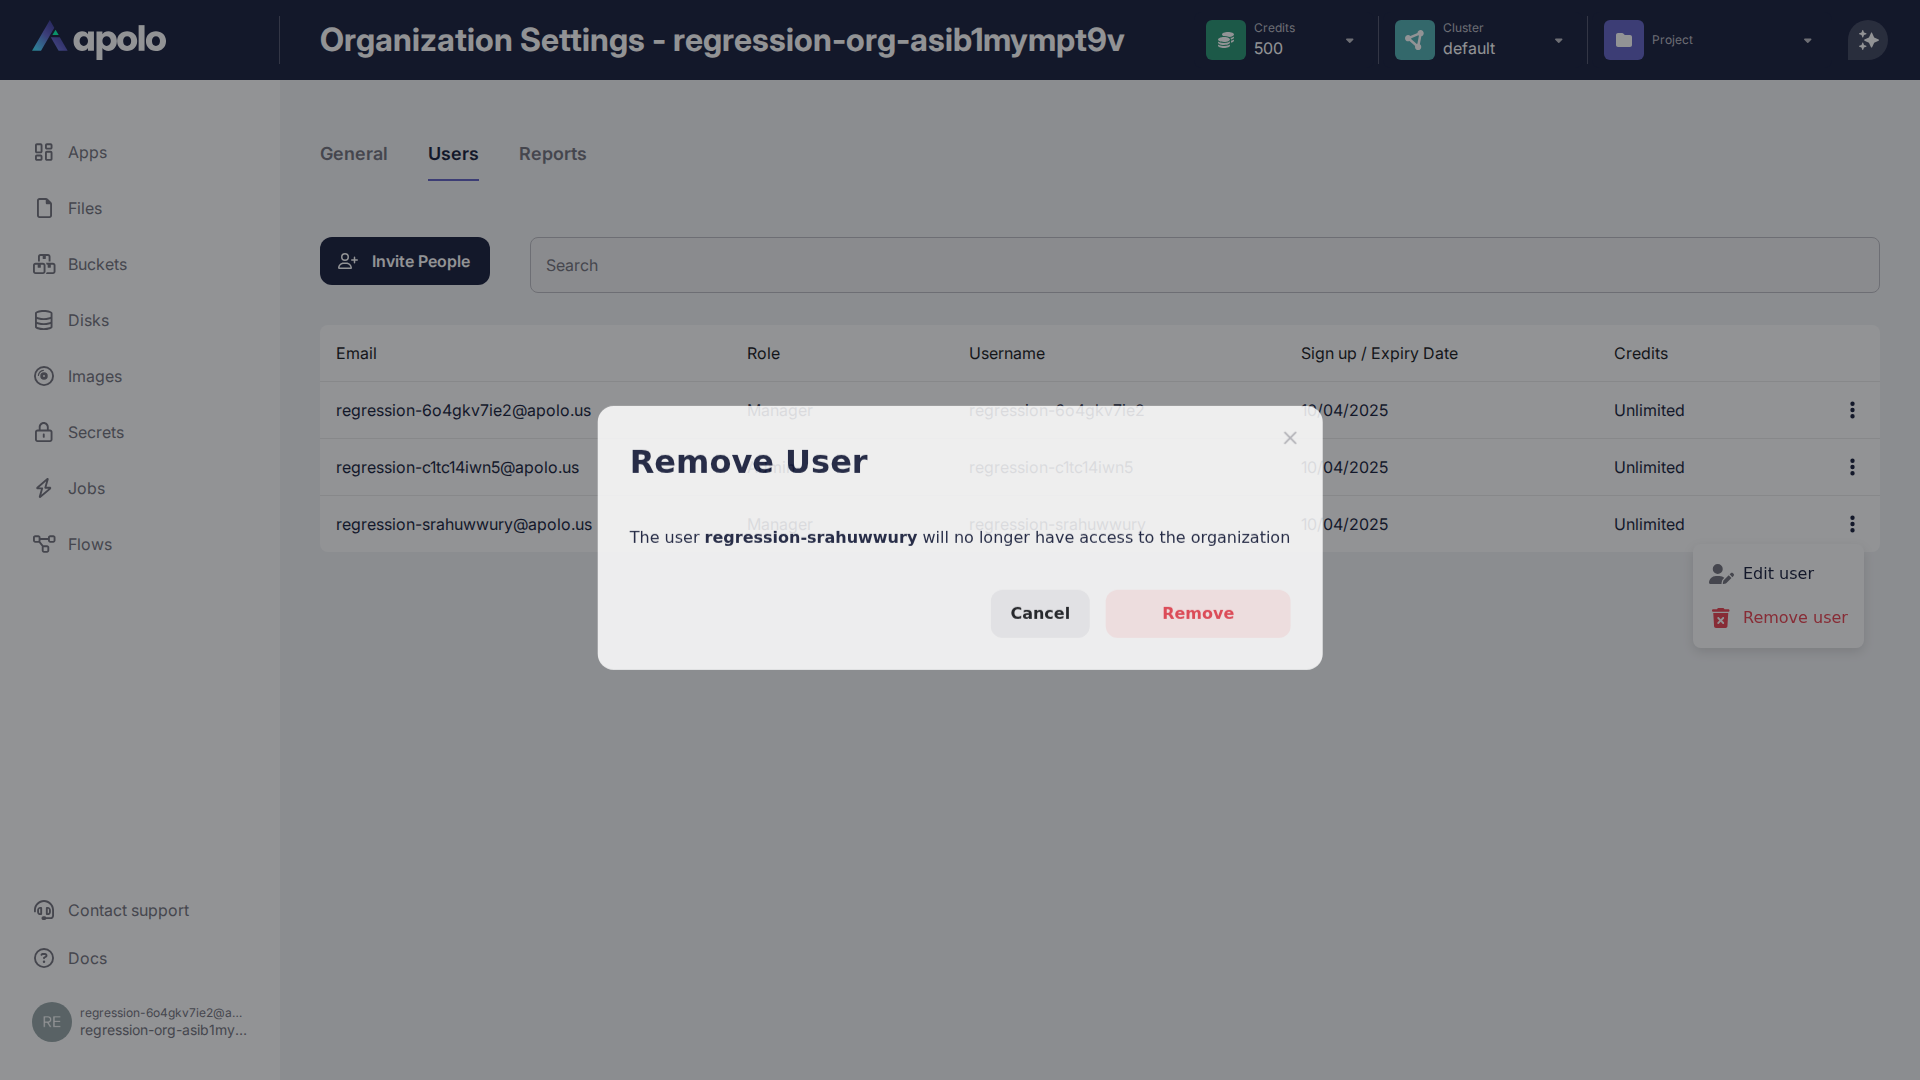 apolo
Organization Settings - regression-org-asib1mympt9v
Credits
500
Cluster
default
Project
Apps
Files
Buckets
Disks
Images
Secrets
Jobs
Flows
General
Users
Reports
Invite People
Search
Email Role Username Sign up / Expiry Date Credits
regression-6o4gkv7ie2@apolo.us Manager regression-6o4gkv7ie2 10/04/2025 Unlimited
regression-c1tc14iwn5@apolo.us regression-c1tc14iwn5 10/04/2025 Unlimited
regression-srahuwwury@apolo.us Manager regression-srahuwwury 10/04/2025 Unlimited
Remove User
The user regression-srahuwwury will no longer have access to the organization
Cancel
Remove
Edit user
Remove user
Contact support
Docs
RE
regression-6o4gkv7ie2@a...
regression-org-asib1my...